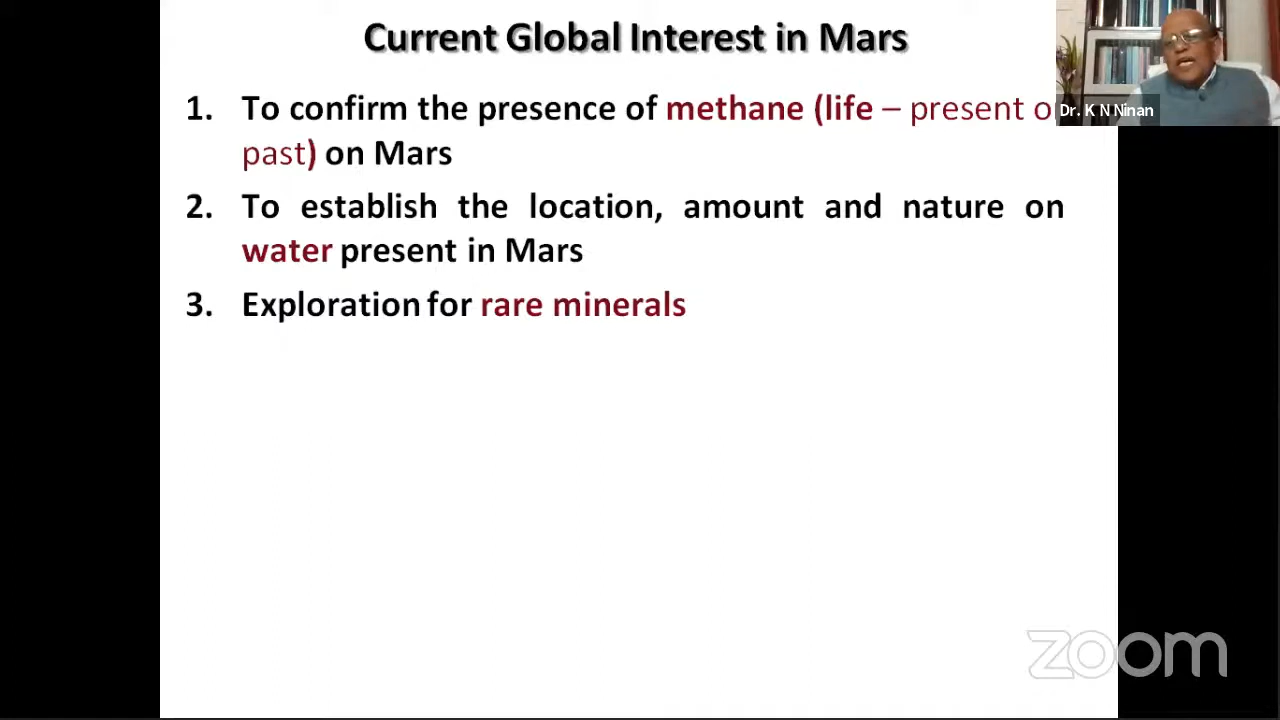 Current Global Interest in Mars
1. To confirm the presence of methane (life – present o
past) on Mars
2. To establish the location, amount and nature on
water present in Mars
3. Exploration for rare minerals
Dr. K N Ninan
zoom